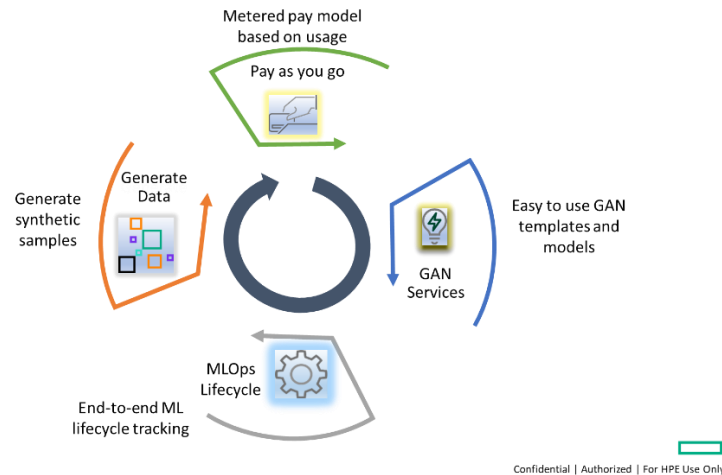 Metered pay model
based on usage
Pay as you go
Generate
synthetic
samples
Generate
Data
Easy to use GAN
templates and
models
GAN
Services
MLOps
Lifecycle
End-to-end ML
lifecycle tracking
Confidential | Authorized | For HPE Use Only